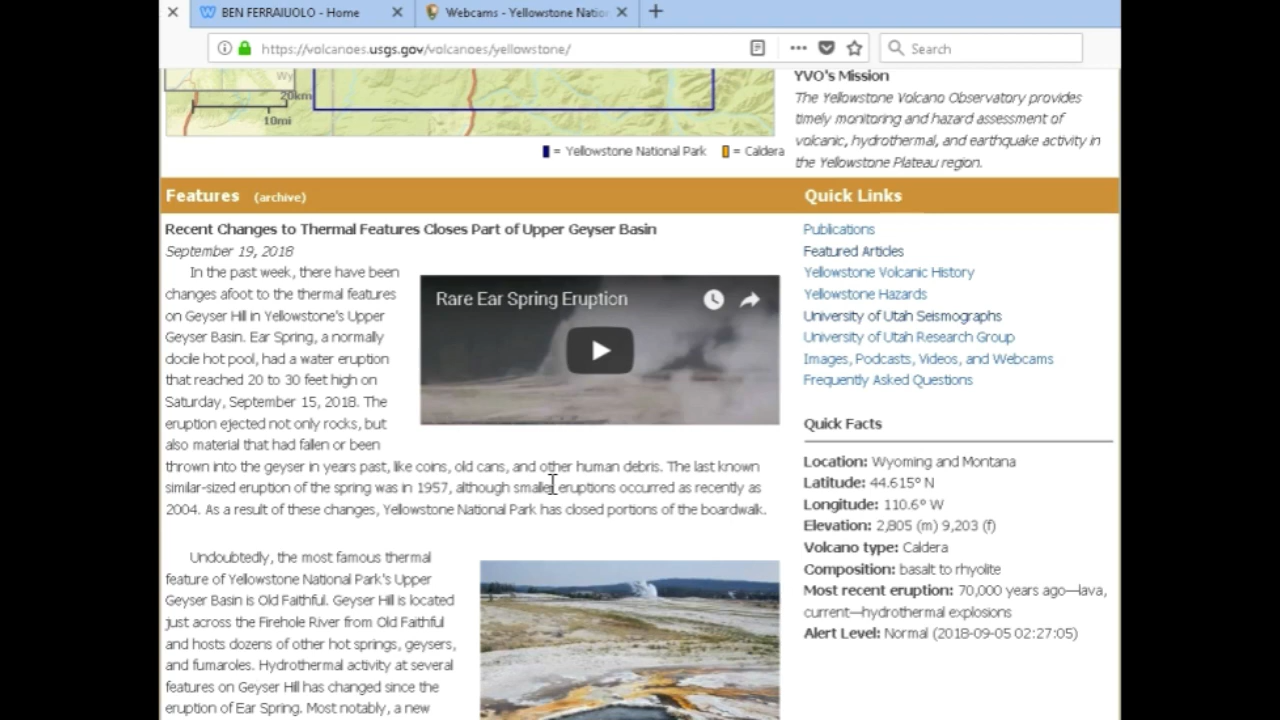 BEN FERRAIUOLO - Home
Webcams - Yellowstone Natio
https://volcanoes.usgs.gov/volcanoes/yellowstone/
Search
Wy
20km
10mi
= Yellowstone National Park = Caldera
YVO's Mission
The Yellowstone Volcano Observatory provides
timely monitoring and hazard assessment of
volcanic, hydrothermal, and earthquake activity in
the Yellowstone Plateau region.
Features (archive)
Recent Changes to Thermal Features Closes Part of Upper Geyser Basin
September 19, 2018
In the past week, there have been
changes afoot to the thermal features
on Geyser Hill in Yellowstone's Upper
Geyser Basin. Ear Spring, a normally
docile hot pool, had a water eruption
that reached 20 to 30 feet high on
Saturday, September 15, 2018. The
eruption ejected not only rocks, but
also material that had fallen or been
thrown into the geyser in years past, like coins, old cans, and other human debris. The last known
similar-sized eruption of the spring was in 1957, although smaller eruptions occurred as recently as
2004. As a result of these changes, Yellowstone National Park has closed portions of the boardwalk.
Rare Ear Spring Eruption
Undoubtedly, the most famous thermal
feature of Yellowstone National Park's Upper
Geyser Basin is Old Faithful. Geyser Hill is located
just across the Firehole River from Old Faithful
and hosts dozens of other hot springs, geysers,
and fumaroles. Hydrothermal activity at several
features on Geyser Hill has changed since the
eruption of Ear Spring. Most notably, a new
Quick Links
Publications
Featured Articles
Yellowstone Volcanic History
Yellowstone Hazards
University of Utah Seismographs
University of Utah Research Group
Images, Podcasts, Videos, and Webcams
Frequently Asked Questions
Quick Facts
Location: Wyoming and Montana
Latitude: 44.615° N
Longitude: 110.6° W
Elevation: 2,805 (m) 9,203 (f)
Volcano type: Caldera
Composition: basalt to rhyolite
Most recent eruption: 70,000 years ago—lava,
current—hydrothermal explosions
Alert Level: Normal (2018-09-05 02:27:05)